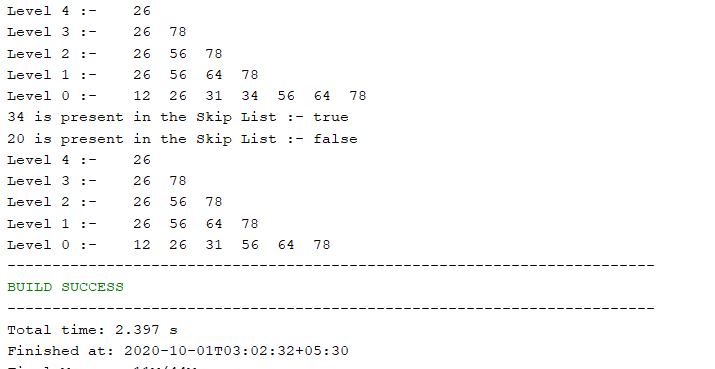 Level 4 :-    26
Level 3 :-    26  78
Level 2 :-    26  56  78
Level 1 :-    26  56  64  78
Level 0 :-    12  26  31  34  56  64  78
34 is present in the Skip List :- true
20 is present in the Skip List :- false
Level 4 :-    26
Level 3 :-    26  78
Level 2 :-    26  56  78
Level 1 :-    26  56  64  78
Level 0 :-    12  26  31  56  64  78
------------------------------------------------------------------------
BUILD SUCCESS
------------------------------------------------------------------------
Total time: 2.397 s
Finished at: 2020-10-01T03:02:32+05:30